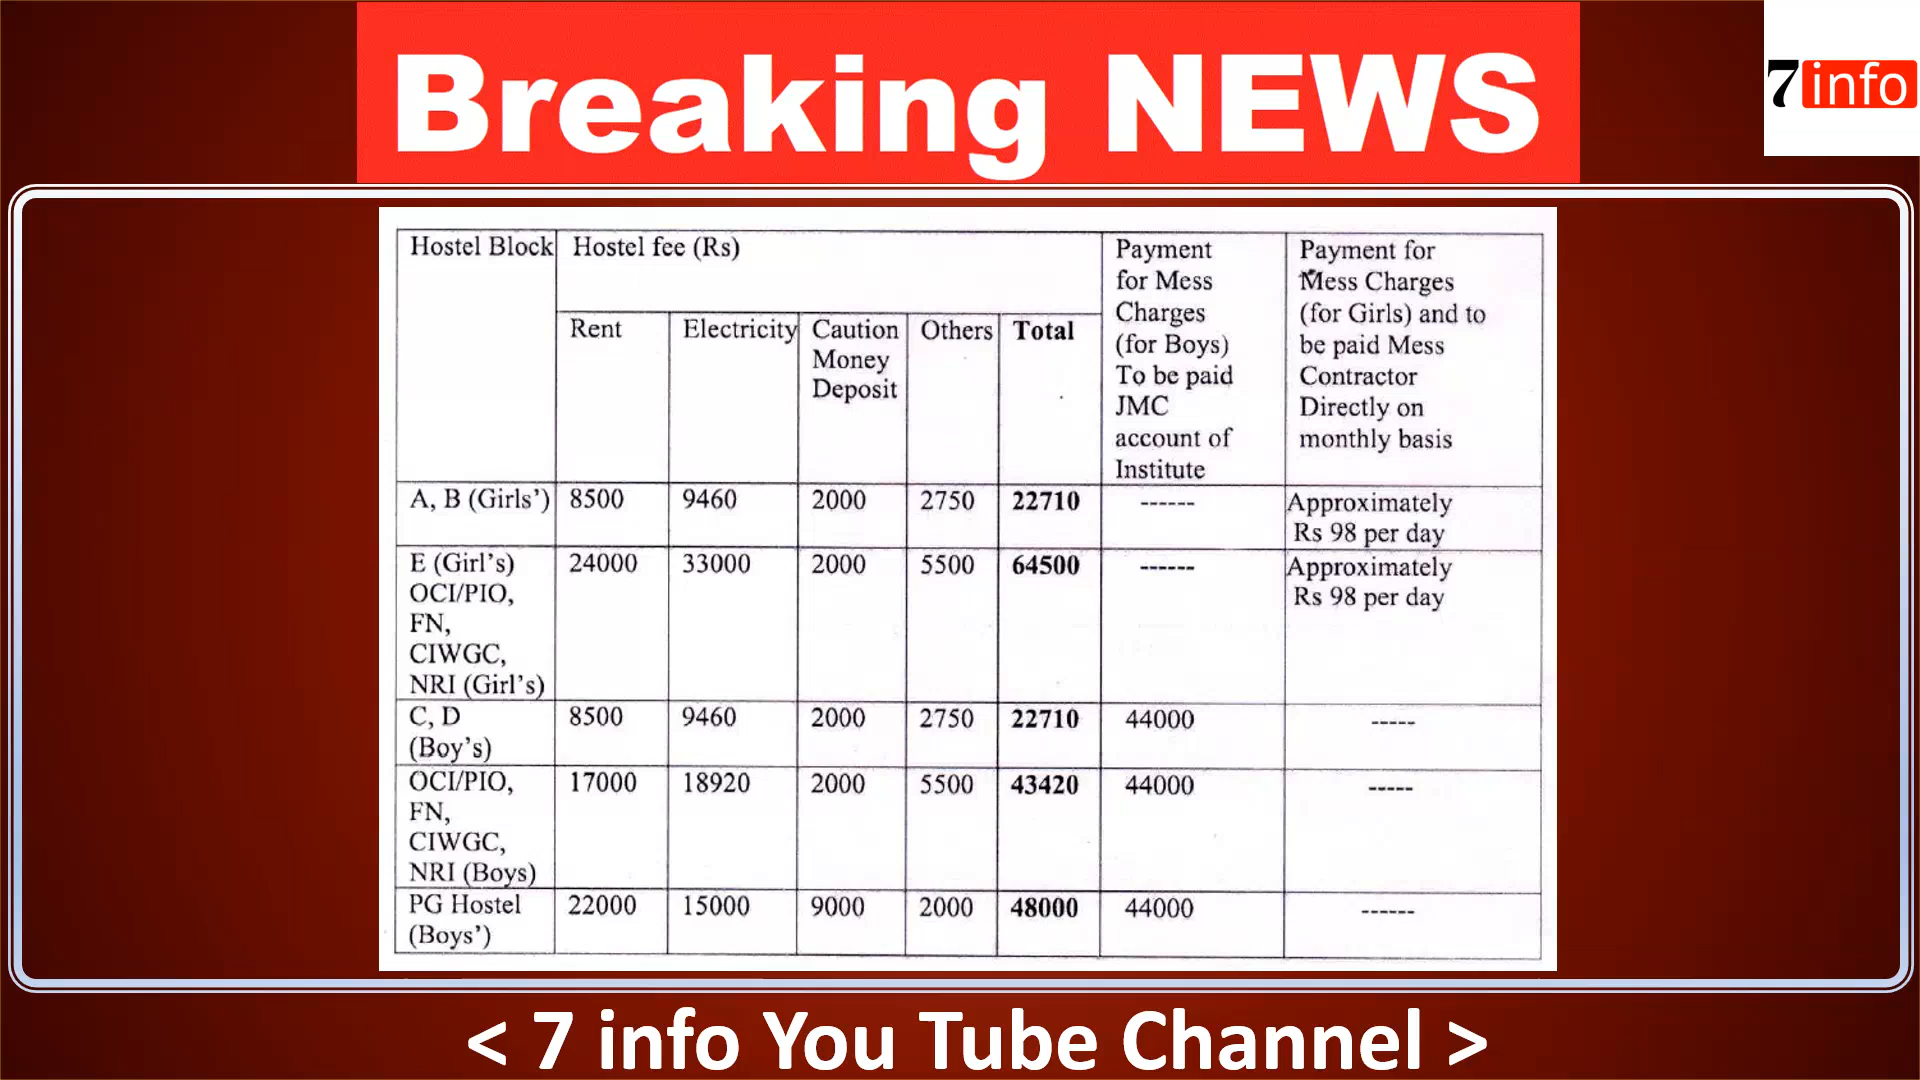 Breaking NEWS
7 info
Hostel Block
Hostel fee (Rs)
Payment
for Mess
Charges
(for Boys)
To be paid
JMC
account of
Institute
Payment for
Mess Charges
(for Girls) and to
be paid Mess
Contractor
Directly on
monthly basis
Rent
Electricity
Caution
Money
Deposit
Others
Total
A, B (Girls’) 8500 9460 2000 2750 22710 ------ Approximately
Rs 98 per day
E (Girl’s) 24000 33000 2000 5500 64500 ------ Approximately
OCI/PIO, Rs 98 per day
FN,
CIWGC,
NRI (Girl’s)
C, D 8500 9460 2000 2750 22710 44000 -----
(Boy’s)
OCI/PIO, 17000 18920 2000 5500 43420 44000 -----
FN,
CIWGC,
NRI (Boys)
PG Hostel 22000 15000 9000 2000 48000 44000 ------
(Boys’)
< 7 info You Tube Channel >